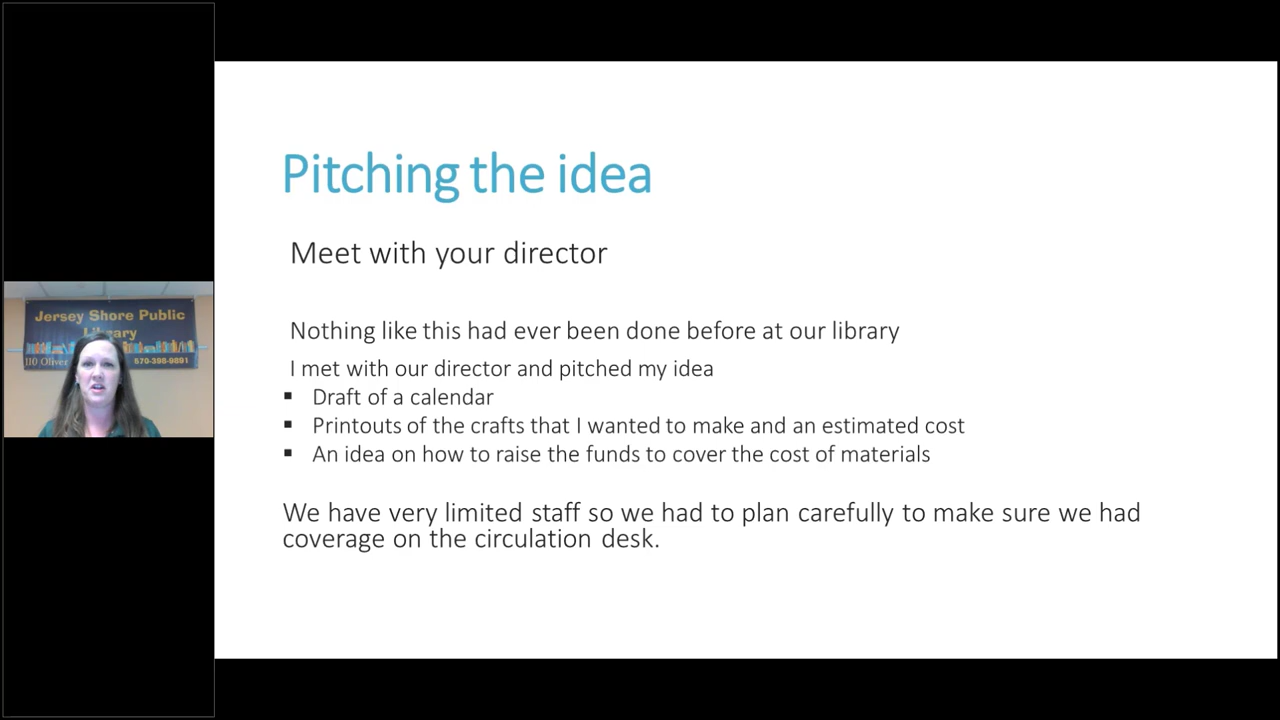 Pitching the idea
Meet with your director
Nothing like this had ever been done before at our library
I met with our director and pitched my idea
▪ Draft of a calendar
▪ Printouts of the crafts that I wanted to make and an estimated cost
▪ An idea on how to raise the funds to cover the cost of materials
We have very limited staff so we had to plan carefully to make sure we had
coverage on the circulation desk.
Jersey Shore Public
Library
110 Oliver
570-398-9891